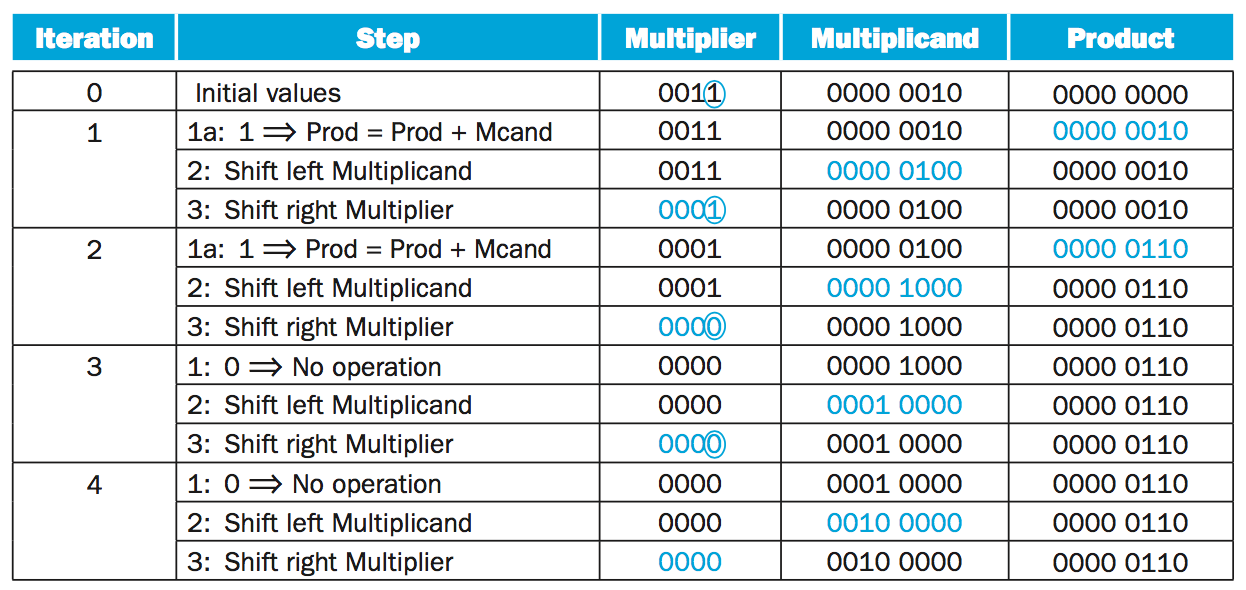 Iteration Step Multiplier Multiplicand Product
0 Initial values 0011 0000 0010 0000 0000
1 1a: 1 ⇒ Prod = Prod + Mcand 0011 0000 0010 0000 0010
2: Shift left Multiplicand 0011 0000 0100 0000 0010
3: Shift right Multiplier 0001 0000 0100 0000 0010
2 1a: 1 ⇒ Prod = Prod + Mcand 0001 0000 0100 0000 0110
2: Shift left Multiplicand 0001 0000 1000 0000 0110
3: Shift right Multiplier 0000 0000 1000 0000 0110
3 1: 0 ⇒ No operation 0000 0000 1000 0000 0110
2: Shift left Multiplicand 0000 0001 0000 0000 0110
3: Shift right Multiplier 0000 0001 0000 0000 0110
4 1: 0 ⇒ No operation 0000 0001 0000 0000 0110
2: Shift left Multiplicand 0000 0010 0000 0000 0110
3: Shift right Multiplier 0000 0010 0000 0000 0110